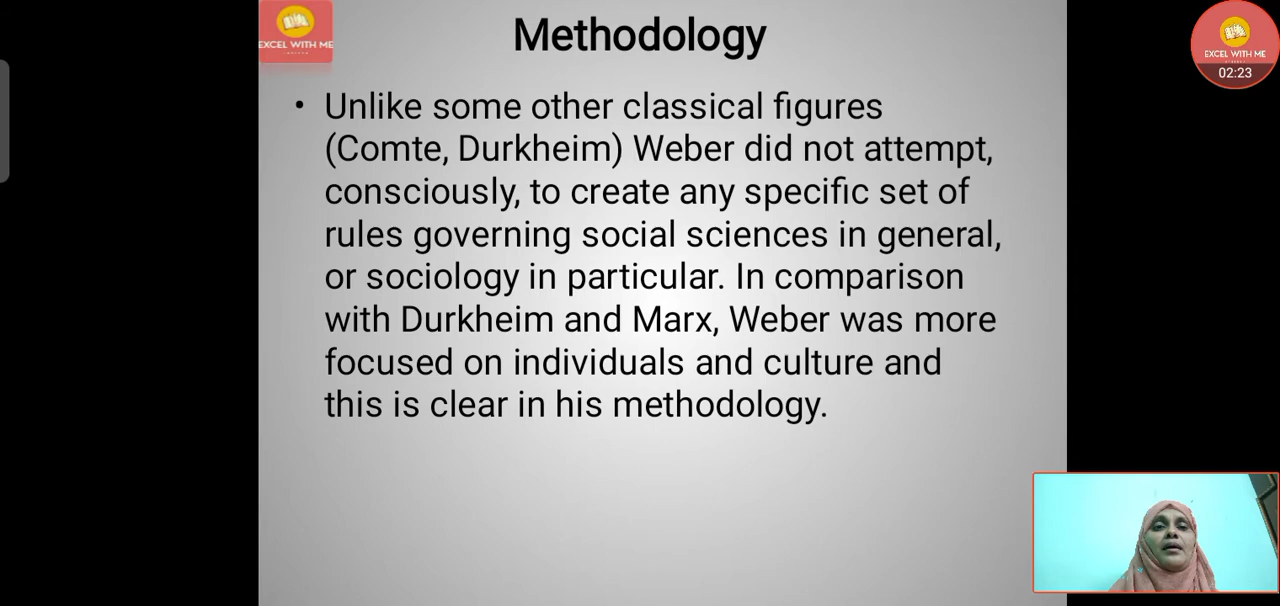 Methodology
EXCEL WITH ME
EXCEL WITH ME
02:23
• Unlike some other classical figures
(Comte, Durkheim) Weber did not attempt,
consciously, to create any specific set of
rules governing social sciences in general,
or sociology in particular. In comparison
with Durkheim and Marx, Weber was more
focused on individuals and culture and
this is clear in his methodology.